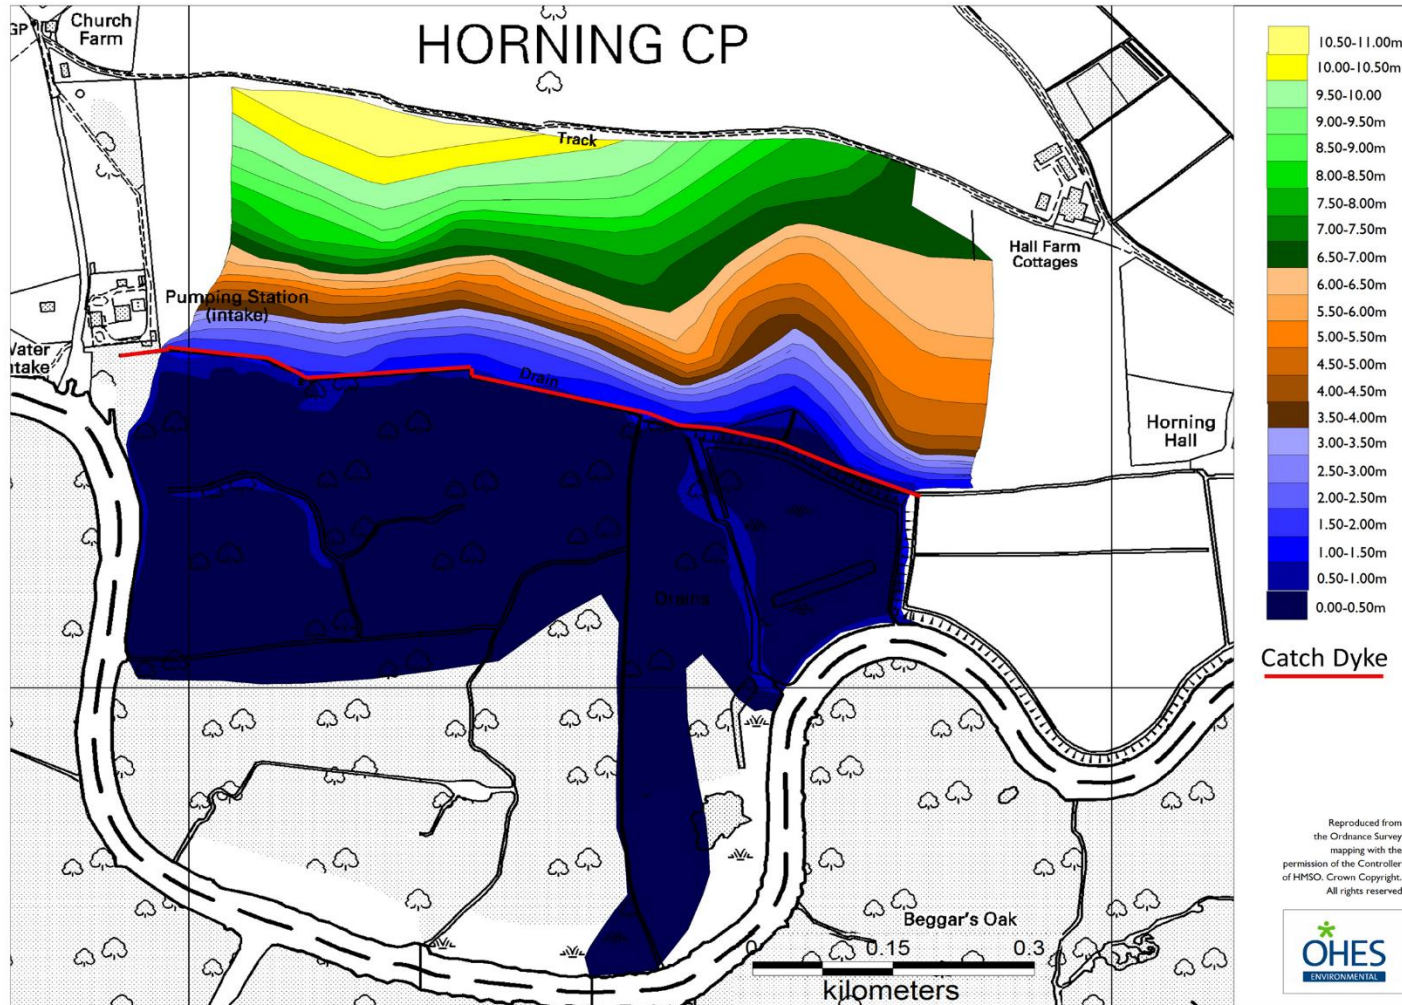 GP
Church
Farm
HORNING CP
Track
Hall Farm
Cottages
Pumping Station
(intake)
Water
Intake
Drain
Horning
Hall
Drains
Beggar's Oak
0 0.15 0.3
kilometers
10.50-11.00m
10.00-10.50m
9.50-10.00
9.00-9.50m
8.50-9.00m
8.00-8.50m
7.50-8.00m
7.00-7.50m
6.50-7.00m
6.00-6.50m
5.50-6.00m
5.00-5.50m
4.50-5.00m
4.00-4.50m
3.50-4.00m
3.00-3.50m
2.50-3.00m
2.00-2.50m
1.50-2.00m
1.00-1.50m
0.50-1.00m
0.00-0.50m
Catch Dyke
Reproduced from
the Ordnance Survey
mapping with the
permission of the Controller
of HMSO. Crown Copyright.
All rights reserved
OHES
ENVIRONMENTAL